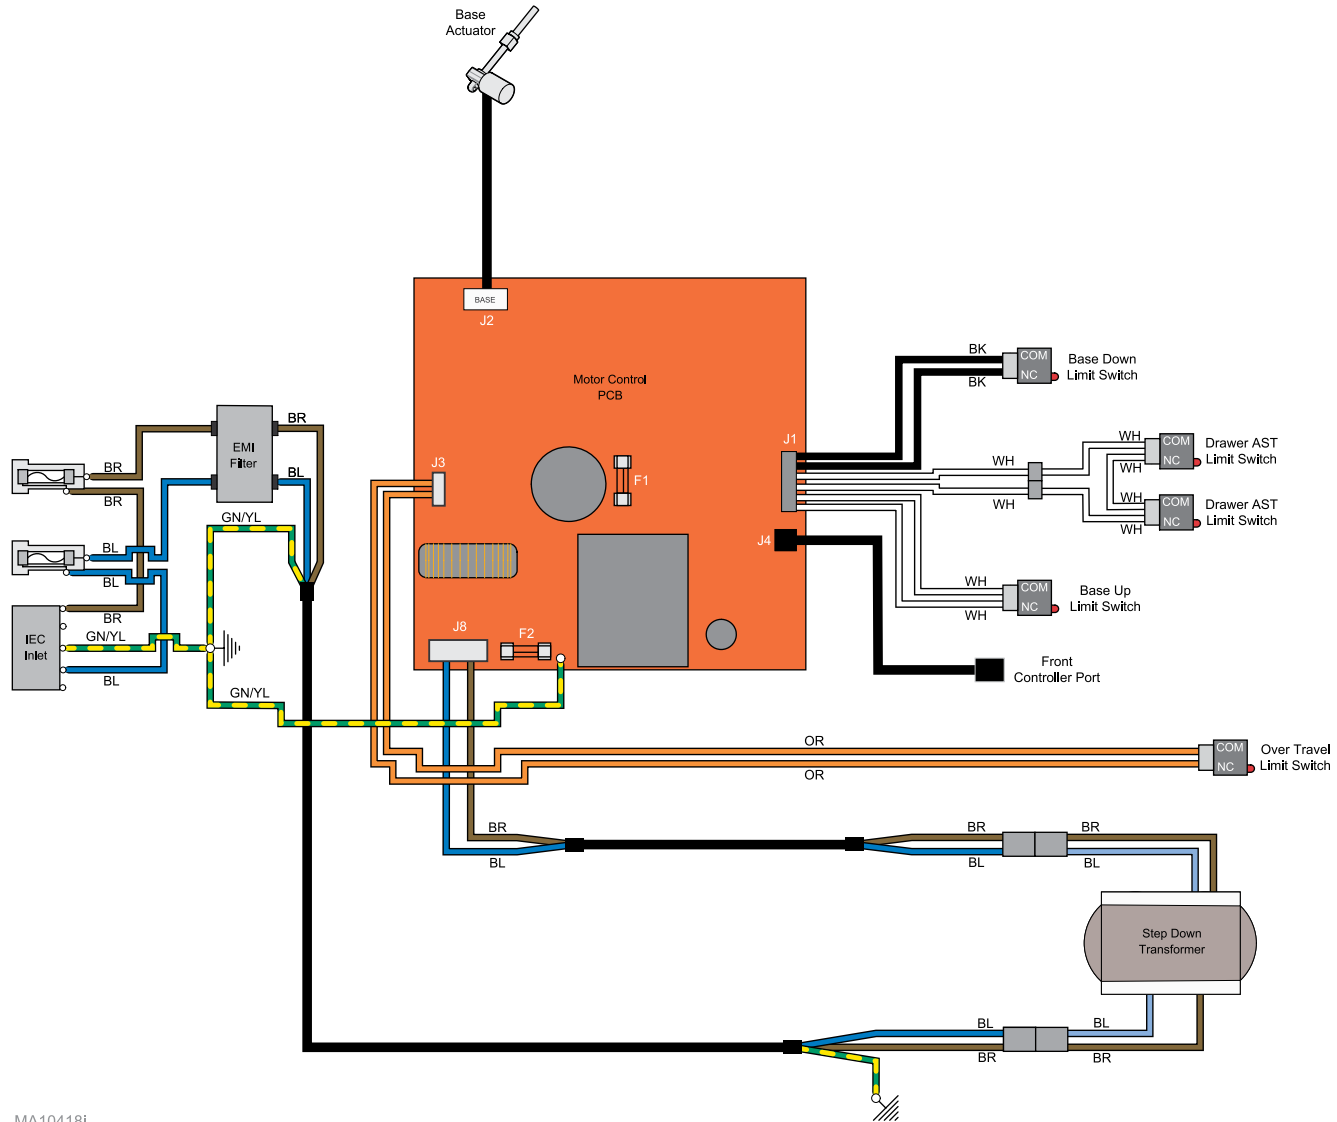 Base
Actuator
BASE
J2
Motor Control
PCB
BK
BK
COM
NC
Base Down
Limit Switch
BR
EMI
Filter
BL
BR
BR
J3
F1
J1
WH
WH
WH
WH
COM
NC
Drawer AST
Limit Switch
WH
WH
COM
NC
Drawer AST
Limit Switch
GN/YL
BL
BL
J4
BR
IEC
Inlet
GN/YL
BL
J8
F2
WH
WH
COM
NC
Base Up
Limit Switch
Front
Controller Port
GN/YL
OR
OR
COM
NC
Over Travel
Limit Switch
BR
BL
BR
BL
BR
BL
Step Down
Transformer
BL
BR
BL
BR
MA10418i